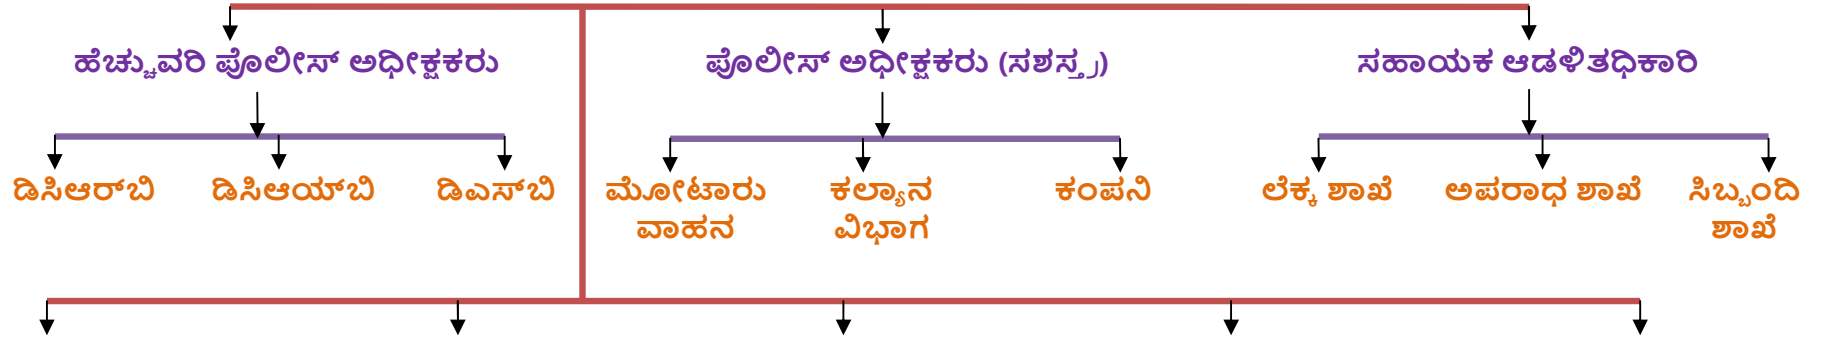 ಹೆಚ್ಚುವರಿ ಪೊಲೀಸ್ ಅಧೀಕ್ಷಕರು
ಪೊಲೀಸ್ ಅಧೀಕ್ಷಕರು (ಸಶಸ್ತ್ರ)
ಸಹಾಯಕ ಆಡಳಿತಧಿಕಾರಿ
ಡಿಸಿಆರ್‌ಬಿ
ಡಿಸಿಆಯ್‌ಬಿ
ಡಿಎಸ್‌ಬಿ
ಮೋಟಾರು
ವಾಹನ
ಕಲ್ಯಾನ
ವಿಭಾಗ
ಕಂಪನಿ
ಲೆಕ್ಕ ಶಾಖೆ
ಅಪರಾಧ ಶಾಖೆ
ಸಿಬ್ಬಂದಿ
ಶಾಖೆ